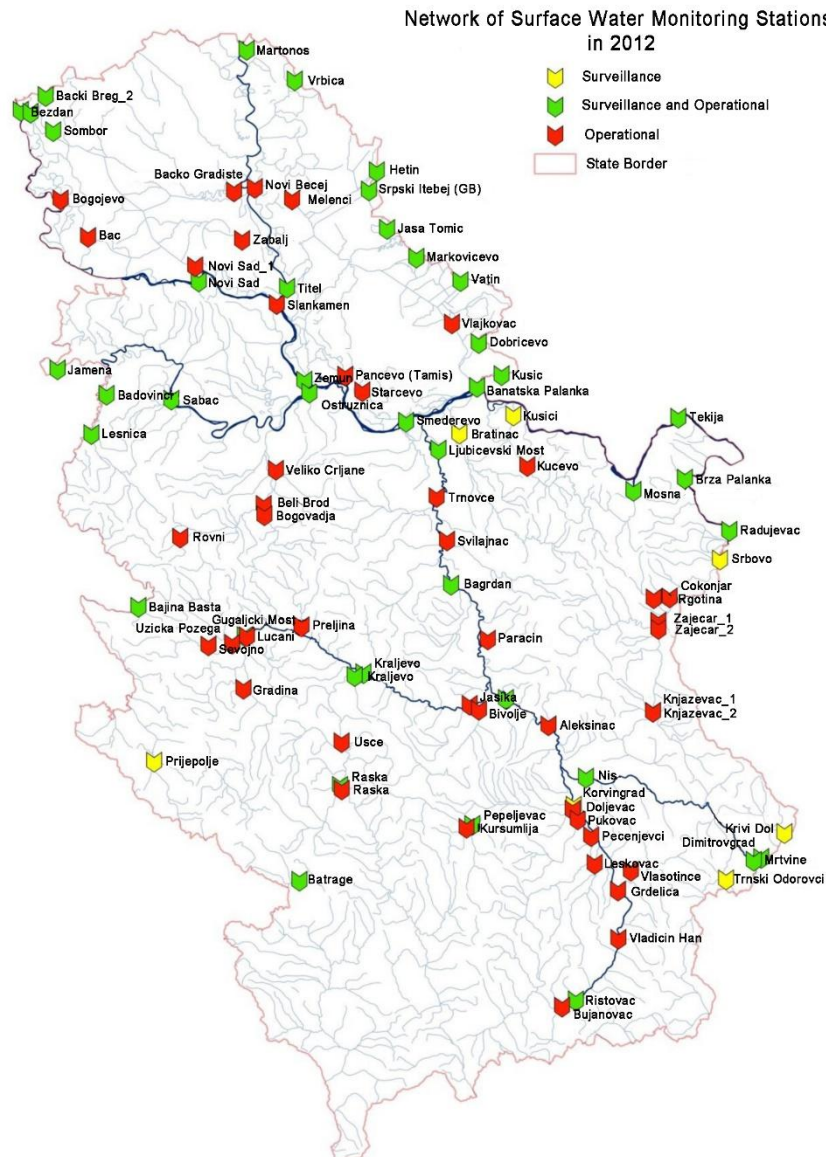 Network of Surface Water Monitoring Stations
in 2012
Surveillance
Surveillance and Operational
Operational
State Border
Martonos
Vrbica
Backi Breg_2
Bezdan
Sombor
Hetin
Backo Gradiste
Novi Becej
Srpski Itebej (GB)
Bogojevo
Melenci
Jasa Tomic
Bac
Zabalj
Markovicevo
Novi Sad_1
Novi Sad
Titel
Vatin
Slankamen
Vlajkovac
Dobricevo
Jamena
Zemun
Pancevo (Tamis)
Kusic
Badovinci
Starcevo
Banatska Palanka
Sabac
Ostruznica
Kusici
Tekija
Smederevo
Lesnica
Bratinac
Ljubicevski Most
Veliko Crljane
Kucevo
Brza Palanka
Mosna
Beli Brod
Trnovce
Bogovadja
Radujevac
Rovni
Svilajnac
Srbovo
Bagrdan
Cokonjar
Rgotina
Bajina Basta
Gugaljcki Most
Zajecar_1
Uzicka Pozega
Preljina
Zajecar_2
Lucani
Sevojno
Paracin
Kraljevo
Kraljevo
Gradina
Jasika
Knjazevac_1
Bivolje
Knjazevac_2
Aleksinac
Usce
Prijepolje
Raska
Nis
Raska
Korvingrad
Doljevac
Pepeljevac
Pukovac
Kursumlija
Krivi Dol
Pecenjevci
Dimitrovgrad
Mrtvine
Leskovac
Vlasotince
Batrage
Trnski Odorovci
Grdelica
Vladicin Han
Ristovac
Bujanovac